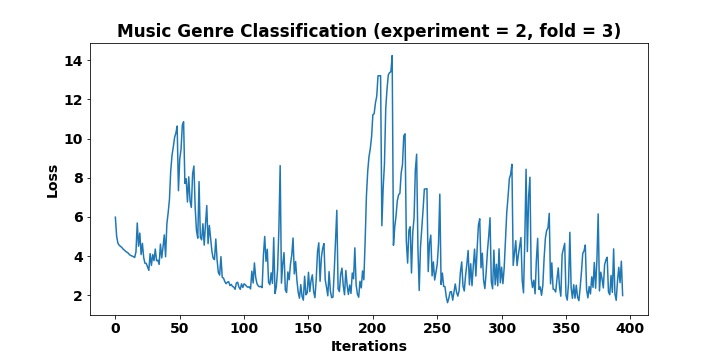 Music Genre Classification (experiment = 2, fold = 3)
14
12
10
8
6
4
2
Loss
0 50 100 150 200 250 300 350 400
Iterations